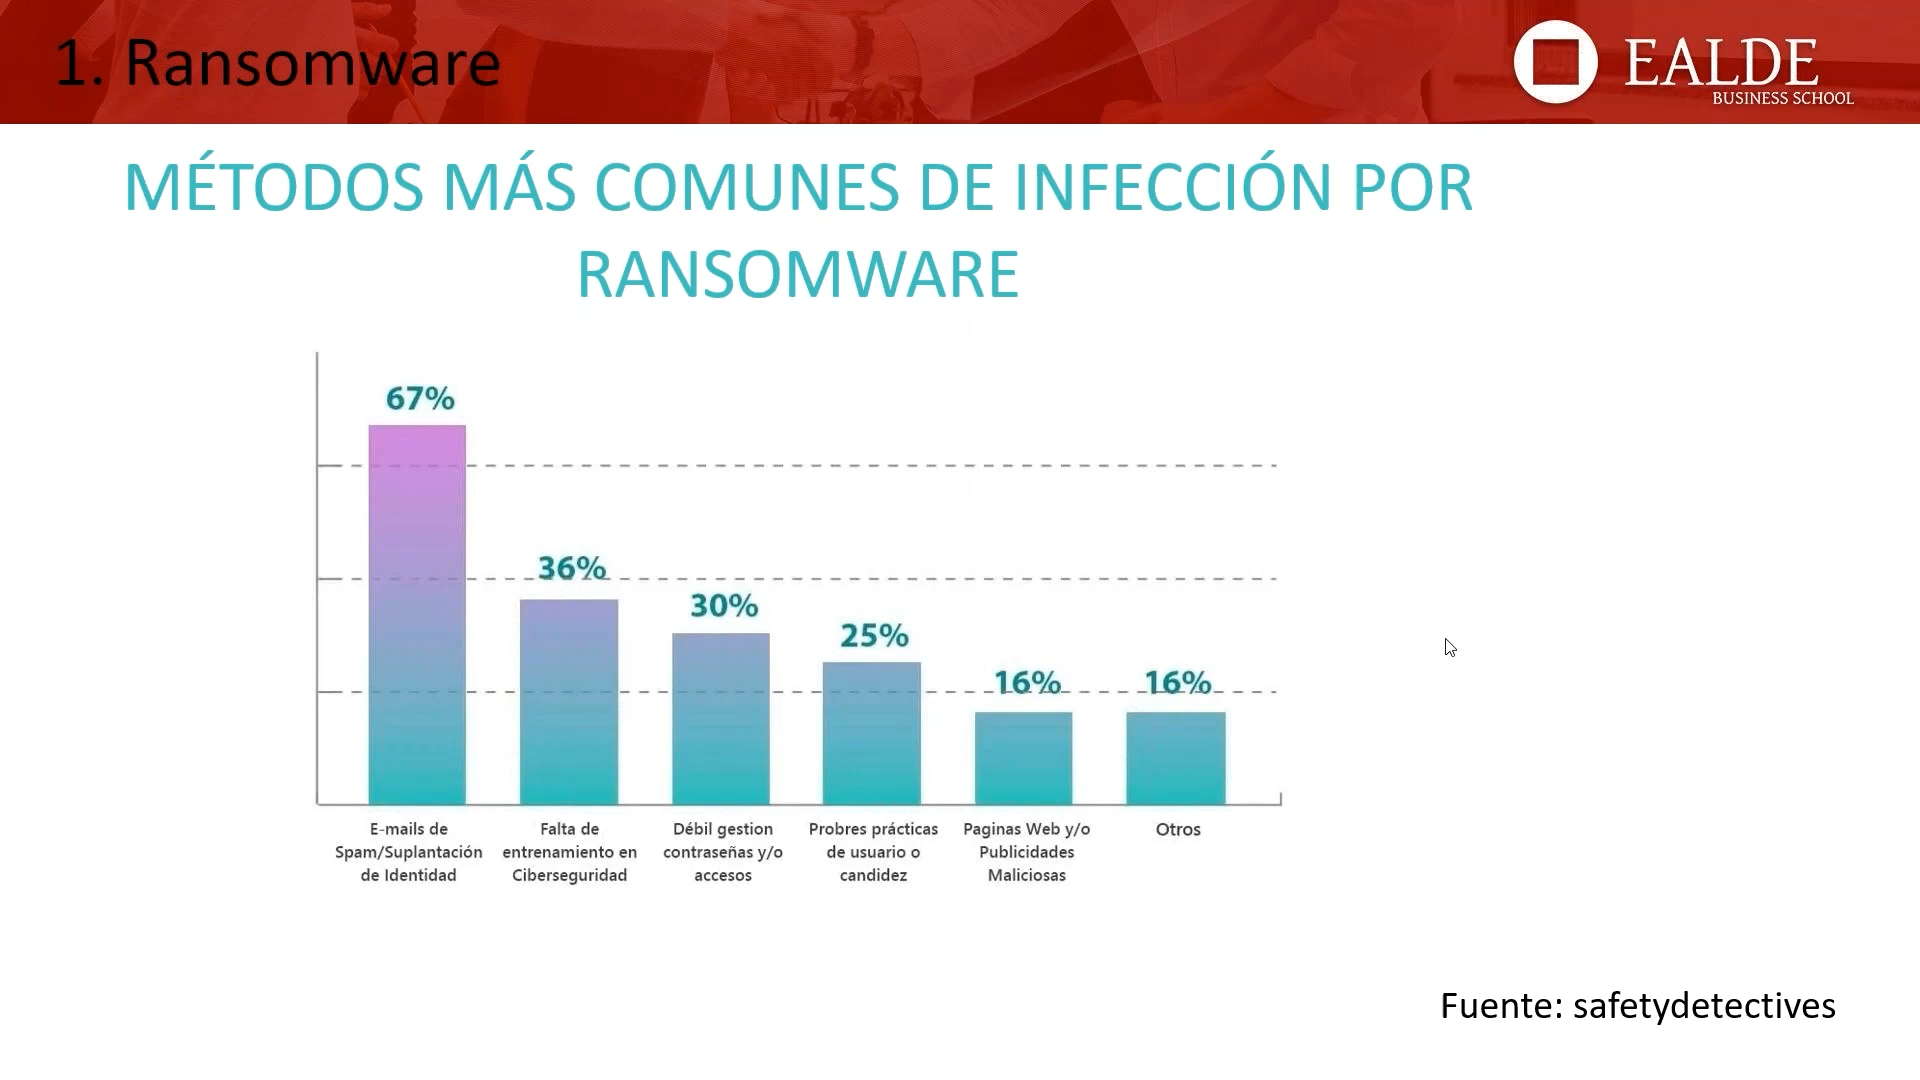 1. Ransomware
EALDE
BUSINESS SCHOOL
MÉTODOS MÁS COMUNES DE INFECCIÓN POR
RANSOMWARE
67%
36%
30%
25%
16%
16%
E-mails de
Spam/Suplantación
de Identidad
Falta de
entrenamiento en
Ciberseguridad
Débil gestion
contraseñas y/o
accesos
Probres prácticas
de usuario o
candidez
Paginas Web y/o
Publicidades
Maliciosas
Otros
Fuente: safetydetectives